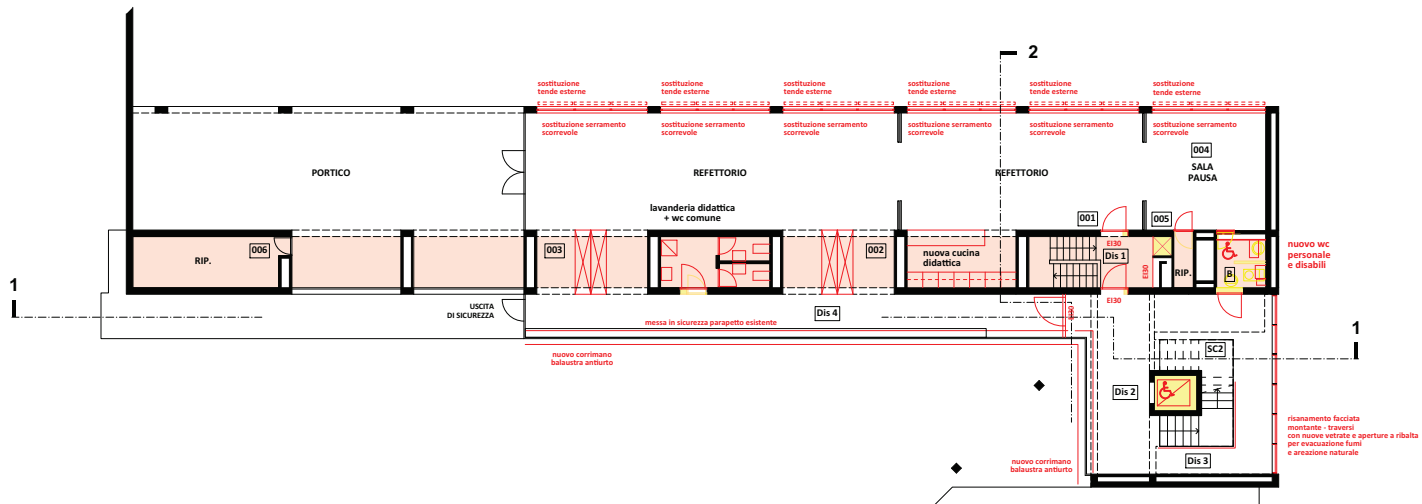 2
sostituzione
tende esterne
sostituzione
tende esterne
sostituzione
tende esterne
sostituzione
tende esterne
sostituzione
tende esterne
sostituzione
tende esterne
sostituzione serramento
scorrevole
sostituzione serramento
scorrevole
sostituzione serramento
scorrevole
sostituzione serramento
scorrevole
sostituzione serramento
scorrevole
sostituzione serramento
scorrevole
004
SALA
PAUSA
PORTICO
REFETTORIO
REFETTORIO
lavanderia didattica
+ wc comune
001
005
006
RIP.
003
002
nuova cucina
didattica
EI30
Dis 1
EI30
RIP.
B
nuovo wc
personale
e disabili
1
USCITA
DI SICUREZZA
Dis 4
EI30
EI30
messa in sicurezza parapetto esistente
1
nuovo corrimano
balaustra antiurto
SC2
Dis 2
risanamento facciata
montante - traversi
con nuove vetrate e aperture a ribalta
per evacuazione fumi
e areazione naturale
nuovo corrimano
balaustra antiurto
Dis 3